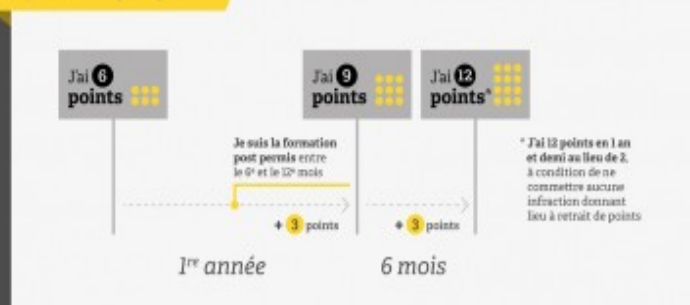 J'ai 6
points
J'ai 9
points
J'ai 12
points*
Je suis la formation
post permis entre
le 6e et le 12e mois
* J'ai 12 points en 1 an
et demi au lieu de 2,
à condition de ne
commettre aucune
infraction donnant
lieu à retrait de points
+ 3 points
+ 3 points
1re année
6 mois